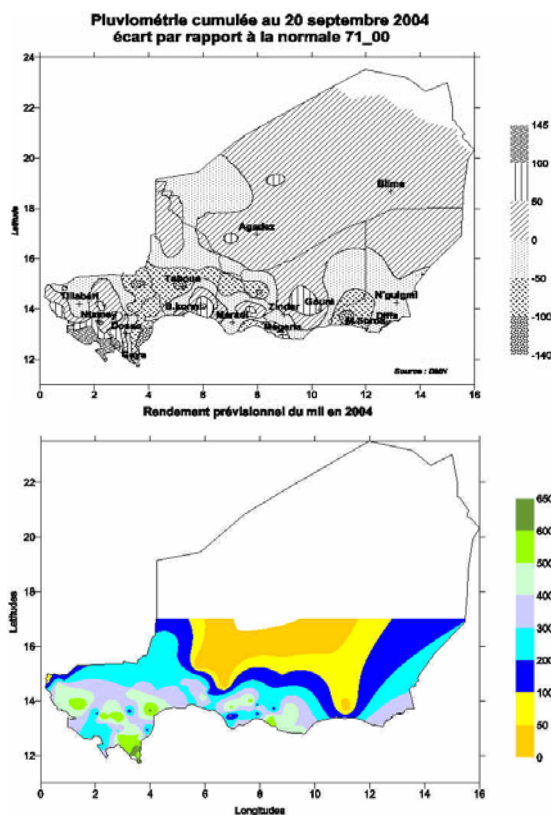 Pluviométrie cumulée au 20 septembre 2004
écart par rapport à la normale 71_00
24
22
20
18
16
14
12
Latitude
0 2 4 6 8 10 12 14 16
Bilma
Agadez
Tahoua
Tillabéri
Niamey
Dosso
Gaya
B.konni
Maradi
Zinder
Magaria
Gouré
N'guigmi
Diffa
Source : DMN
145
100
50
0
-50
-100
-140
Rendement prévisionnel du mil en 2004
22
20
18
16
14
12
Latitudes
0 2 4 6 8 10 12 14 16
Longitudes
650
600
500
400
300
200
100
50
0